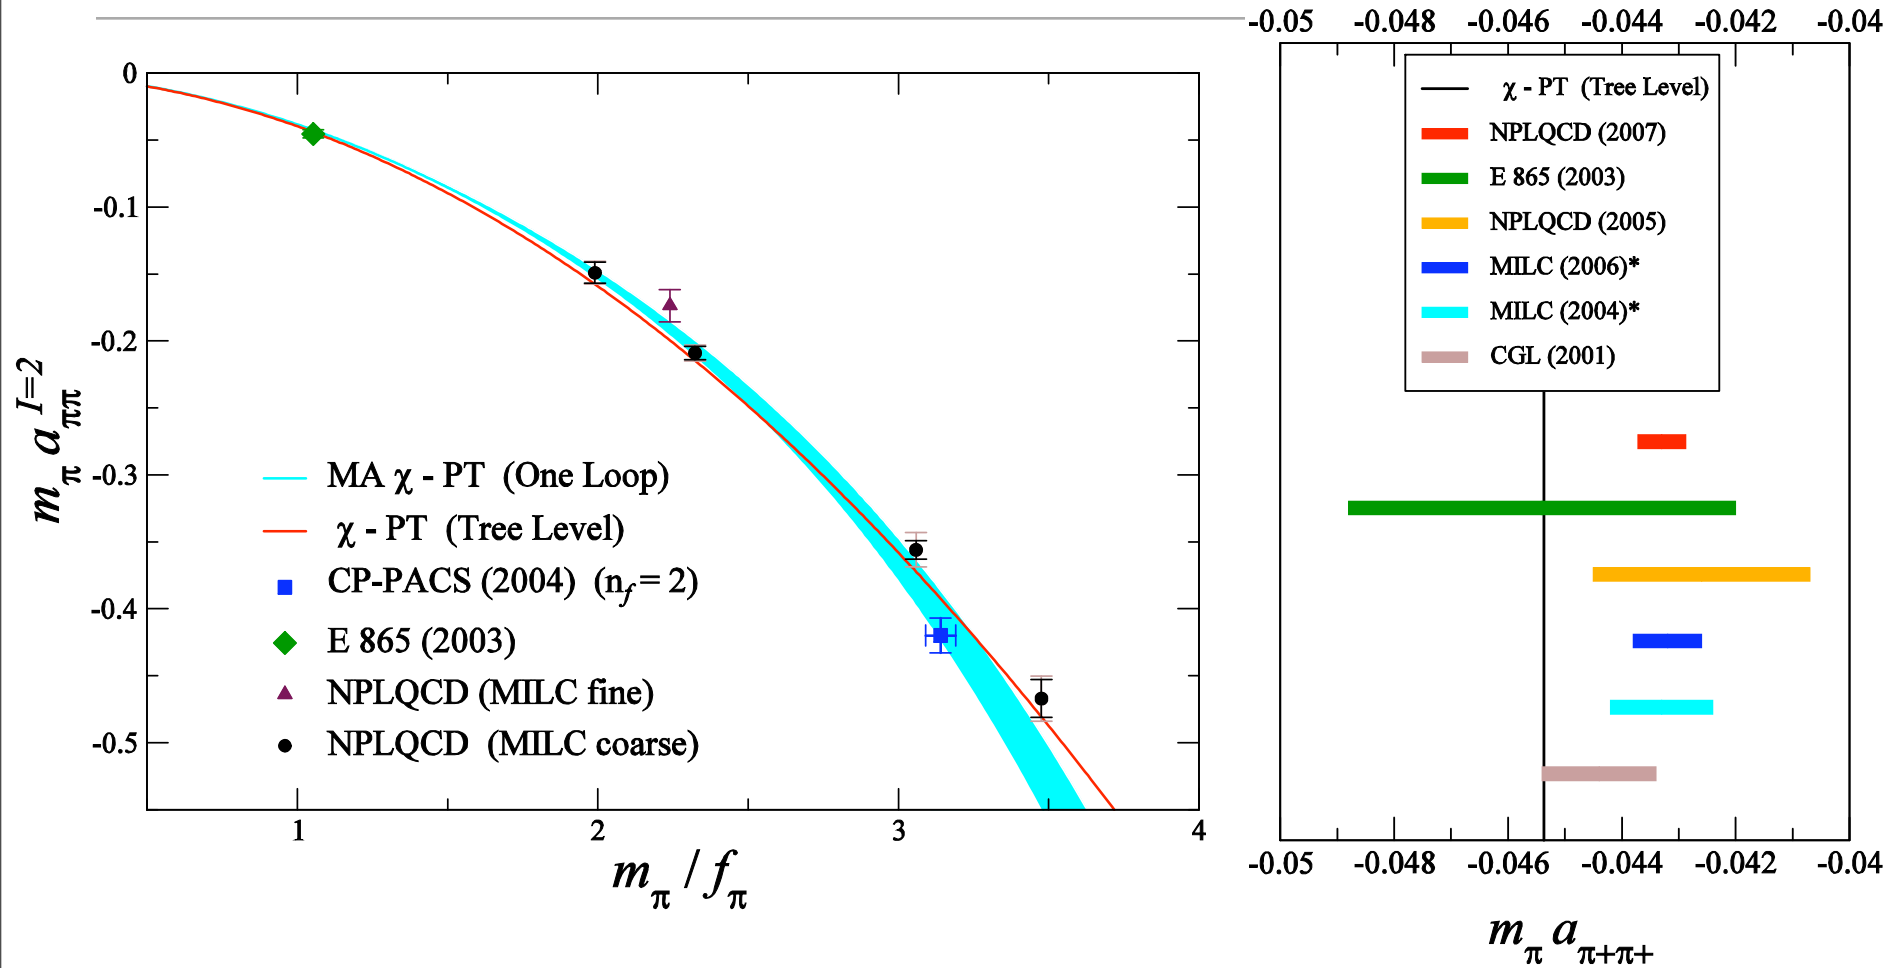 0
-0.1
-0.2
-0.3
-0.4
-0.5
1
2
3
4
m_π a_ππ^I=2
m_π / f_π
MA χ - PT (One Loop)
χ - PT (Tree Level)
CP-PACS (2004) (n_f = 2)
E 865 (2003)
NPLQCD (MILC fine)
NPLQCD (MILC coarse)
-0.05 -0.048 -0.046 -0.044 -0.042 -0.04
χ - PT (Tree Level)
NPLQCD (2007)
E 865 (2003)
NPLQCD (2005)
MILC (2006)*
MILC (2004)*
CGL (2001)
-0.05 -0.048 -0.046 -0.044 -0.042 -0.04
m_π a_π+π+